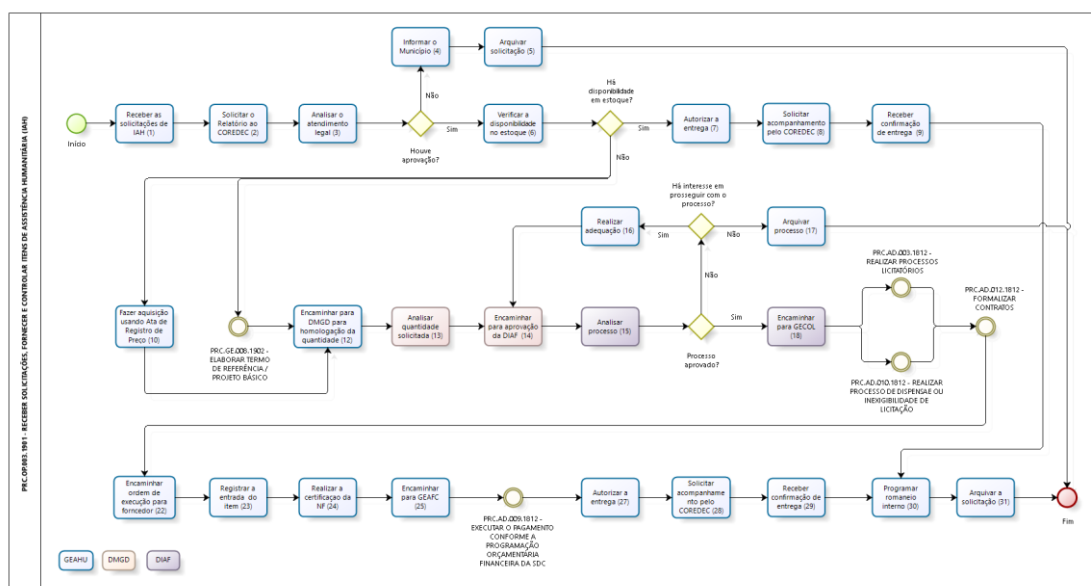 PRC.OP.003.1901 - RECEBER SOLICITAÇÕES, FORNECER E CONTROLAR ITENS DE ASSISTÊNCIA HUMANITÁRIA (IAH)
Informar o
Município (4)
Arquivar
solicitação (5)
Não
Há
disponibilidade
em estoque?
Início
Receber as
solicitações de
IAH (1)
Solicitar o
Relatório ao
COREDEC (2)
Analisar o
atendimento
legal (3)
Houve
aprovação?
Sim
Verificar a
disponibilidade
no estoque (6)
Sim
Não
Autorizar a
entrega (7)
Solicitar
acompanhamento
pelo COREDEC (8)
Receber
confirmação
de entrega (9)
Há interesse em
prosseguir com o
processo?
Realizar
adequação (16)
Sim
Não
Arquivar
processo (17)
Não
PRC.AD.003.1812 -
REALIZAR PROCESSOS
LICITATÓRIOS
PRC.AD.012.1812 -
FORMALIZAR
CONTRATOS
Fazer aquisição
usando Ata de
Registro de
Preço (10)
PRC.GE.008.1902 -
ELABORAR TERMO
DE REFERÊNCIA /
PROJETO BÁSICO
Encaminhar para
DMGD para
homologação da
quantidade (12)
Analisar
quantidade
solicitada (13)
Encaminhar
para aprovação
da DIAF (14)
Analisar
processo (15)
Sim
Processo
aprovado?
Encaminhar
para GECOL
(18)
PRC.AD.010.1812 - REALIZAR
PROCESSO DE DISPENSAE OU
INEXIGIBILIDADE DE
LICITAÇÃO
Encaminhar
ordem de
execução para
forncedor (22)
Registrar a
entrada do
item (23)
Realizar a
certificaçao da
NF (24)
Encaminhar
para GEAFC
(25)
PRC.AD.009.1812 -
EXECUTAR O PAGAMENTO
CONFORME A
PROGRAMAÇÃO
ORÇAMENTÁRIA
FINANCEIRA DA SDC
Autorizar a
entrega (27)
Solicitar
acompanhame
nto pelo
COREDEC (28)
Receber
confirmação de
entrega (29)
Programar
romaneio
interno (30)
Arquivar a
solicitação (31)
Fim
GEAHU
DMGD
DIAF